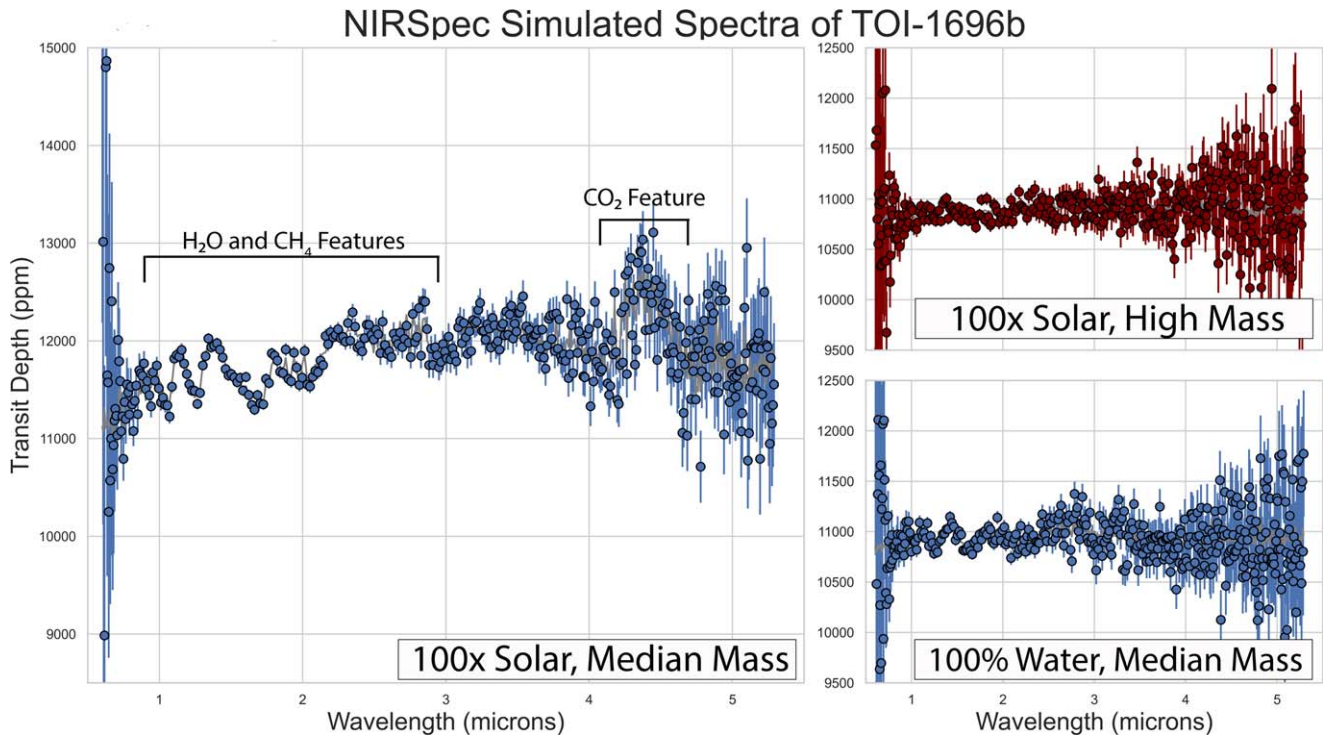 NIRSpec Simulated Spectra of TOI-1696b
15000
14000
13000
12000
11000
10000
9000
Transit Depth (ppm)
H₂O and CH₄ Features
CO₂ Feature
100x Solar, Median Mass
1 2 3 4 5
Wavelength (microns)
12500
12000
11500
11000
10500
10000
9500
100x Solar, High Mass
12500
12000
11500
11000
10500
10000
9500
100% Water, Median Mass
1 2 3 4 5
Wavelength (microns)